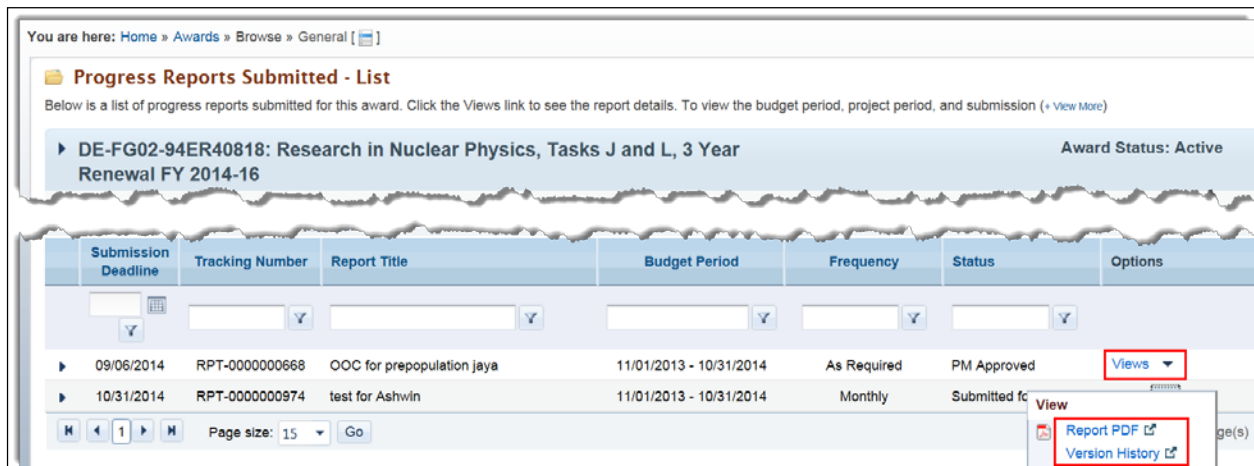 You are here: Home » Awards » Browse » General [ ]
Progress Reports Submitted - List
Below is a list of progress reports submitted for this award. Click the Views link to see the report details. To view the budget period, project period, and submission (+ View More)
DE-FG02-94ER40818: Research in Nuclear Physics, Tasks J and L, 3 Year Award Status: Active
Renewal FY 2014-16
Submission Deadline Tracking Number Report Title Budget Period Frequency Status Options
09/06/2014 RPT-0000000668 OOC for prepopulation jaya 11/01/2013 - 10/31/2014 As Required PM Approved Views
10/31/2014 RPT-0000000974 test for Ashwin 11/01/2013 - 10/31/2014 Monthly Submitted
View
1 Page size: 15 Go Report PDF ge(s)
Version History